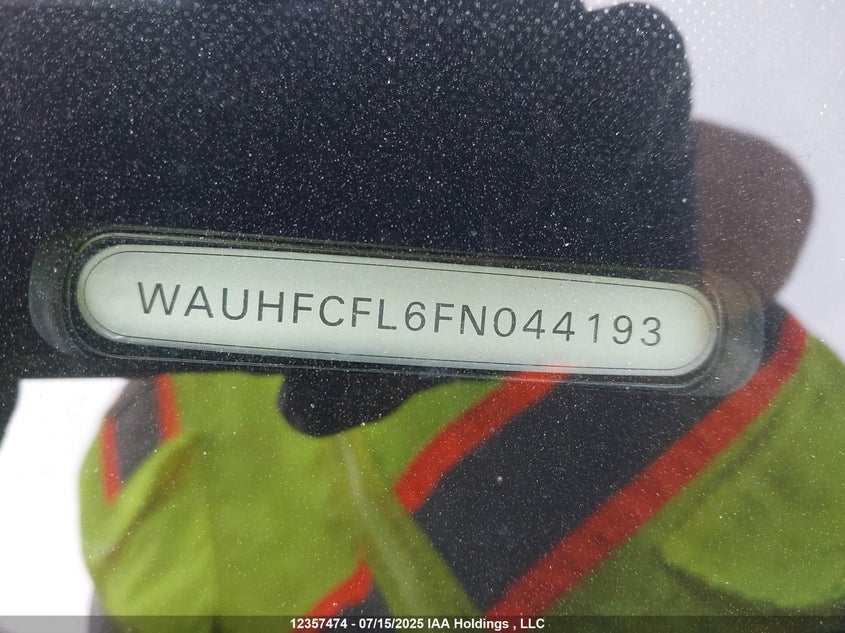 WAUHFCFL6FN044193
12357474 - 07/15/2025 IAA Holdings , LLC